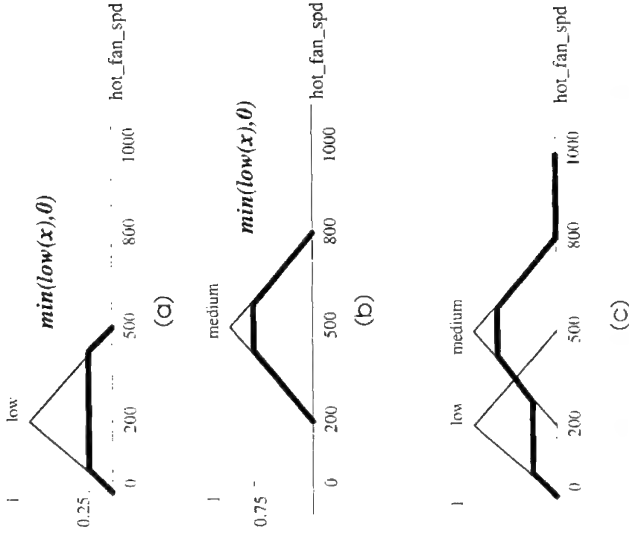 low
min(low(x),0)
1
0.25
0 200 500 800 1000 hot_fan_spd
(a)
medium
min(low(x),0)
1
0.75
0 200 500 800 1000 hot_fan_spd
(b)
low medium
1
0 200 500 800 1000 hot_fan_spd
(c)